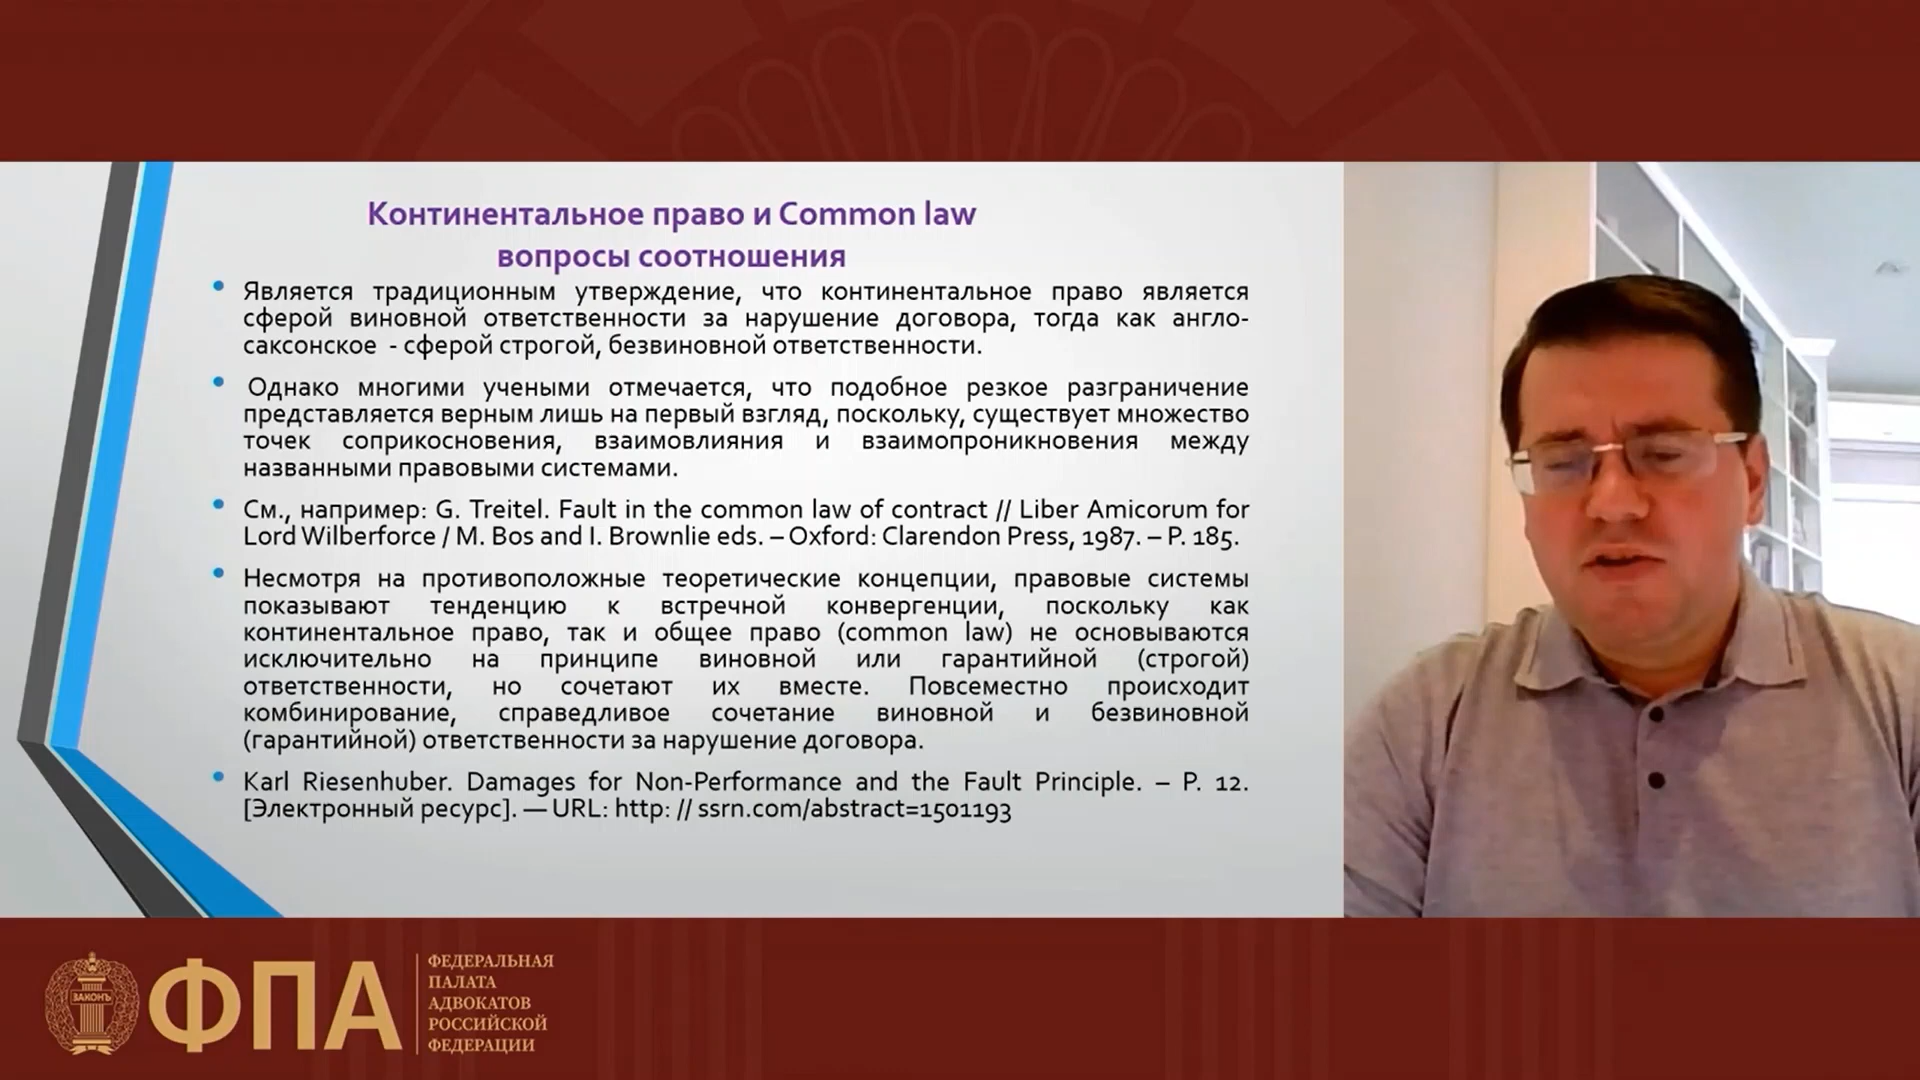 Континентальное право и Common law
вопросы соотношения
• Является традиционным утверждение, что континентальное право является
сферой виновной ответственности за нарушение договора, тогда как англо-
саксонское - сферой строгой, безвиновной ответственности.
• Однако многими учеными отмечается, что подобное резкое разграничение
представляется верным лишь на первый взгляд, поскольку, существует множество
точек соприкосновения, взаимовлияния и взаимопроникновения между
названными правовыми системами.
• См., например: G. Treitel. Fault in the common law of contract // Liber Amicorum for
Lord Wilberforce / M. Bos and I. Brownlie eds. – Oxford: Clarendon Press, 1987. – P. 185.
• Несмотря на противоположные теоретические концепции, правовые системы
показывают тенденцию к встречной конвергенции, поскольку как
континентальное право, так и общее право (common law) не основываются
исключительно на принципе виновной или гарантийной (строгой)
ответственности, но сочетают их вместе. Повсеместно происходит
комбинирование, справедливое сочетание виновной и безвиновной
(гарантийной) ответственности за нарушение договора.
• Karl Riesenhuber. Damages for Non-Performance and the Fault Principle. – P. 12.
[Электронный ресурс]. — URL: http: // ssrn.com/abstract=1501193
ЗАКОНЪ
ФПА
ФЕДЕРАЛЬНАЯ
ПАЛАТА
АДВОКАТОВ
РОССИЙСКОЙ
ФЕДЕРАЦИИ